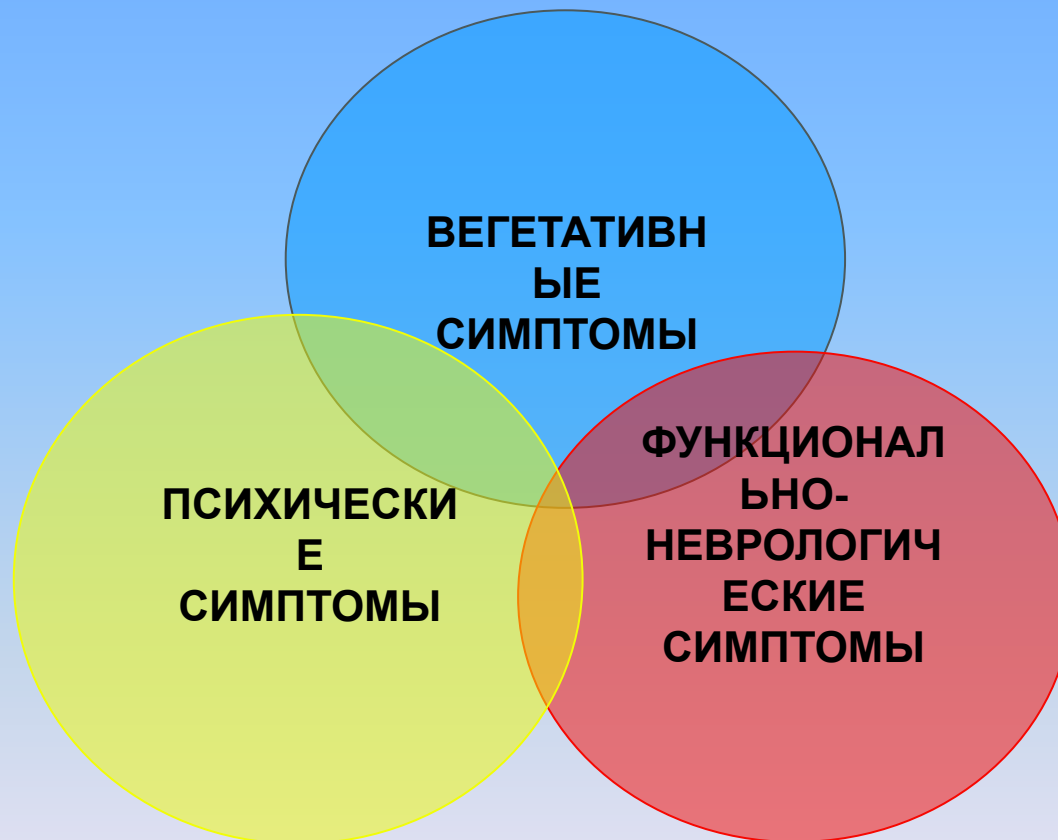 ВЕГЕТАТИВН
ЫЕ
СИМПТОМЫ
ПСИХИЧЕСКИ
Е
СИМПТОМЫ
ФУНКЦИОНАЛ
ЬНО-
НЕВРОЛОГИЧ
ЕСКИЕ
СИМПТОМЫ